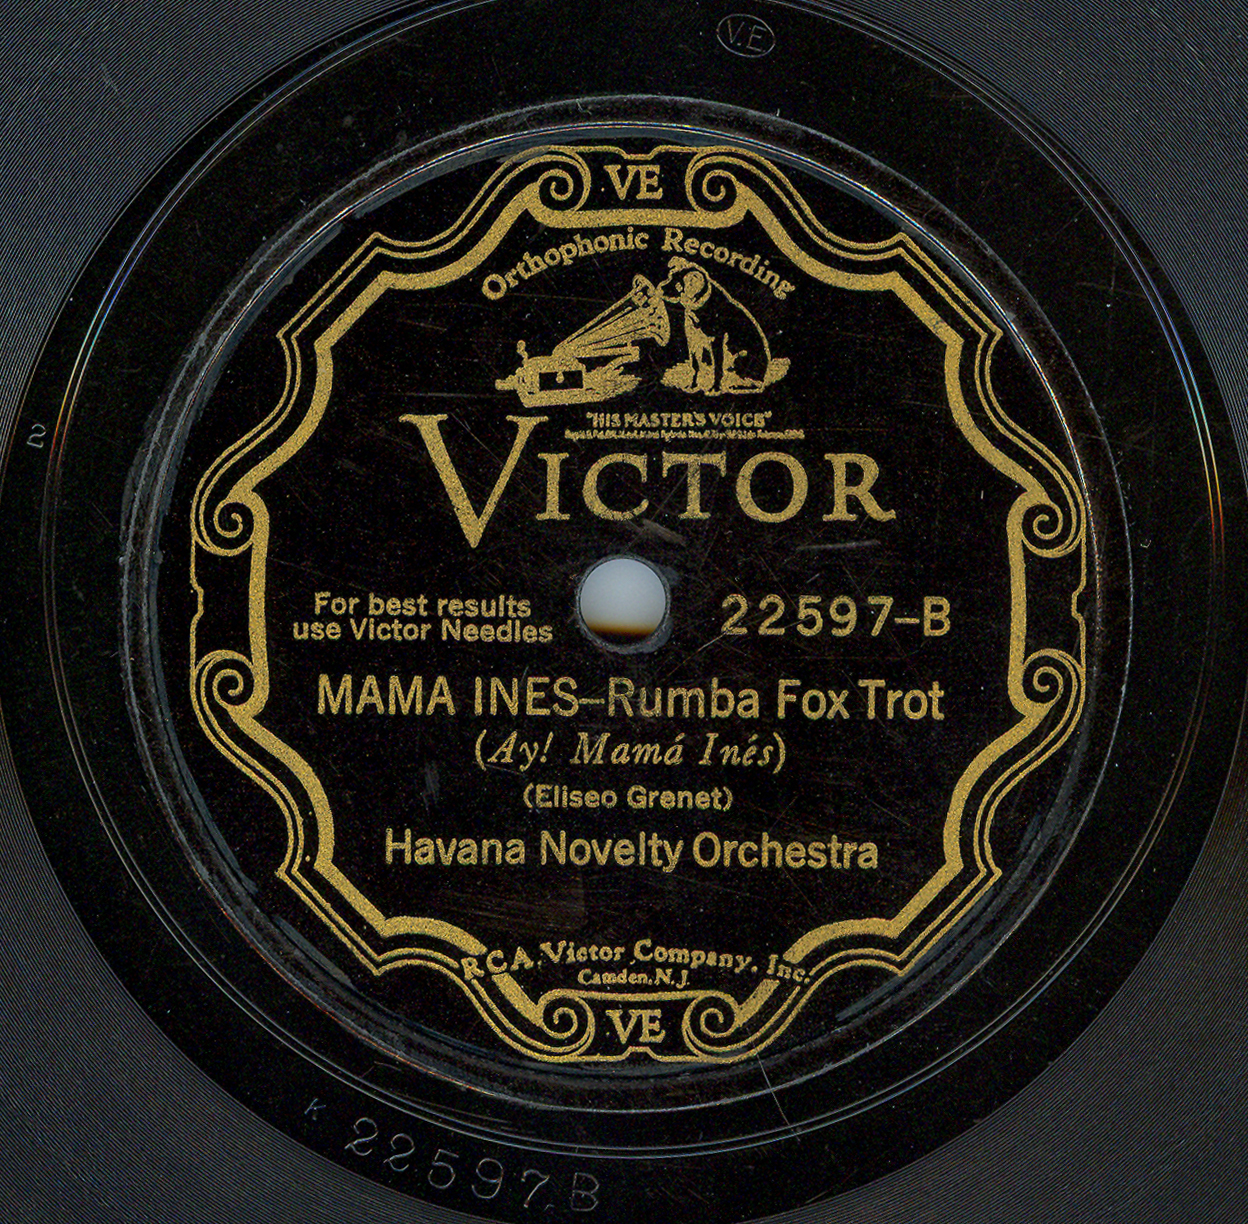 V.E
VE
Orthophonic Recording
"HIS MASTER'S VOICE"
VICTOR
For best results
use Victor Needles
22597-B
MAMA INES–Rumba Fox Trot
(Ay! Mamá Inés)
(Eliseo Grenet)
Havana Novelty Orchestra
RCA Victor Company, Inc.
Camden, N.J.
VE
K 22597.B